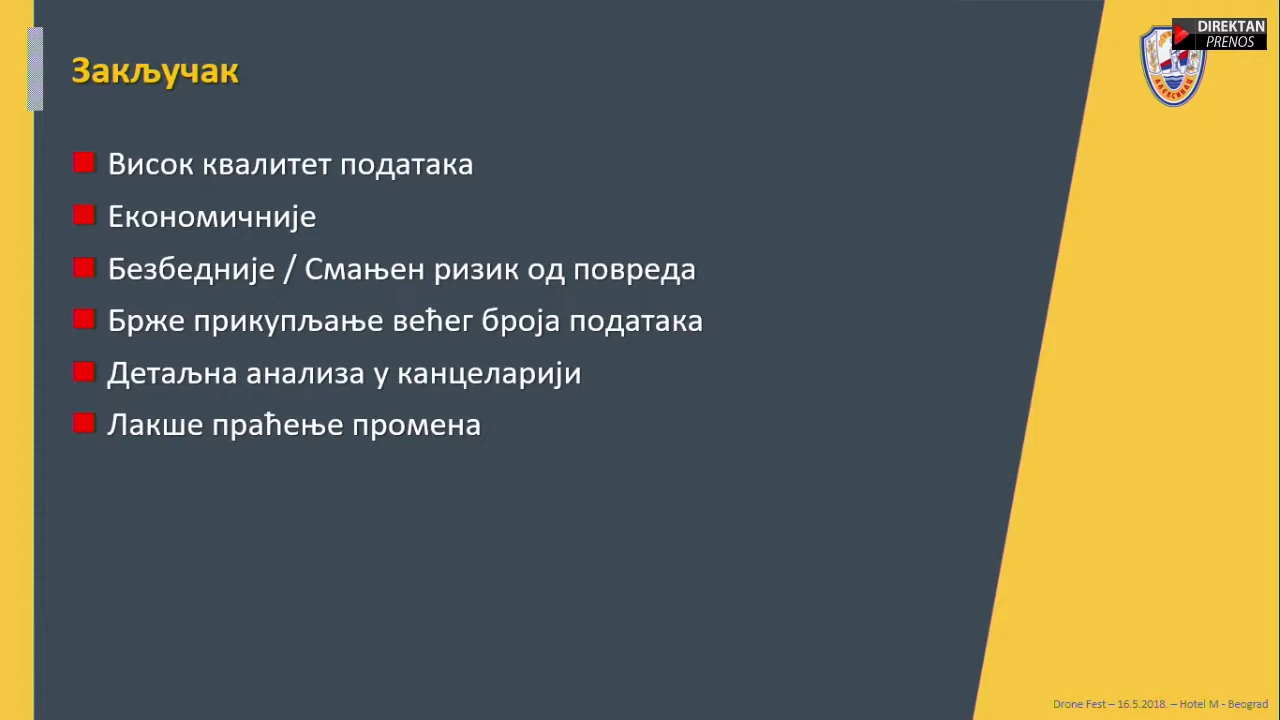 DIREKTAN
PRENOS
Закључак
Висок квалитет података
Економичније
Безбедније / Смањен ризик од повреда
Брже прикупљање већег броја података
Детаљна анализа у канцеларији
Лакше праћење промена
Drone Fest – 16.5.2018. – Hotel M - Beograd